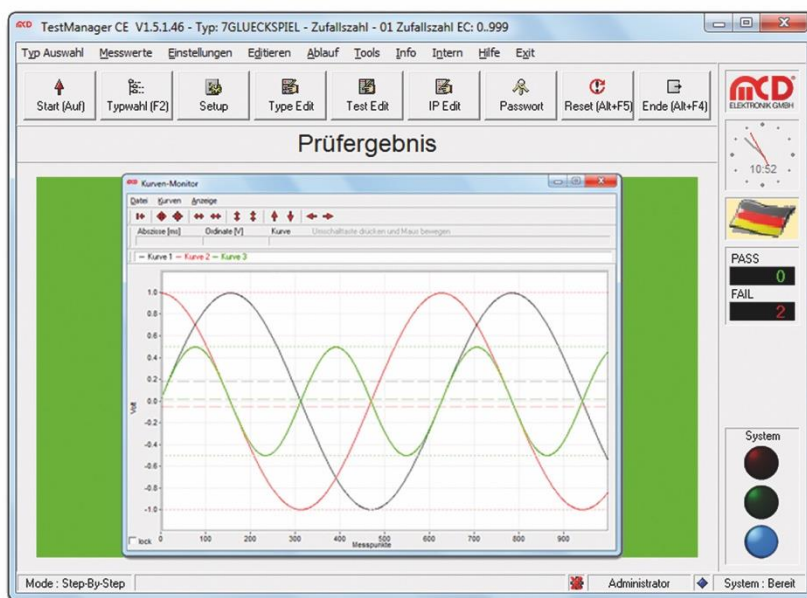 MCD TestManager CE V1.5.1.46 - Typ: 7GLUECKSPIEL - Zufallszahl - 01 Zufallszahl EC: 0..999
Typ Auswahl Messwerte Einstellungen Editieren Ablauf Tools Info Intern Hilfe Exit
Start (Auf) Typwahl (F2) Setup Type Edit Test Edit IP Edit Passwort Reset (Alt+F5) Ende (Alt+F4)
MCD
ELEKTRONIK GMBH
Prüfergebnis
10:52
Kurven-Monitor
Datei Kurven Anzeige
Abszisse [ms] Ordinate [V] Kurve Umschalttaste drücken und Maus bewegen
Kurve 1 Kurve 2 Kurve 3
1.0
0.8
0.6
0.4
0.2
0.0
-0.2
-0.4
-0.6
-0.8
-1.0
Volt
0 100 200 300 400 500 600 700 800 900
Messpunkte
lock
PASS
0
FAIL
2
System
Mode : Step-By-Step Administrator System : Bereit